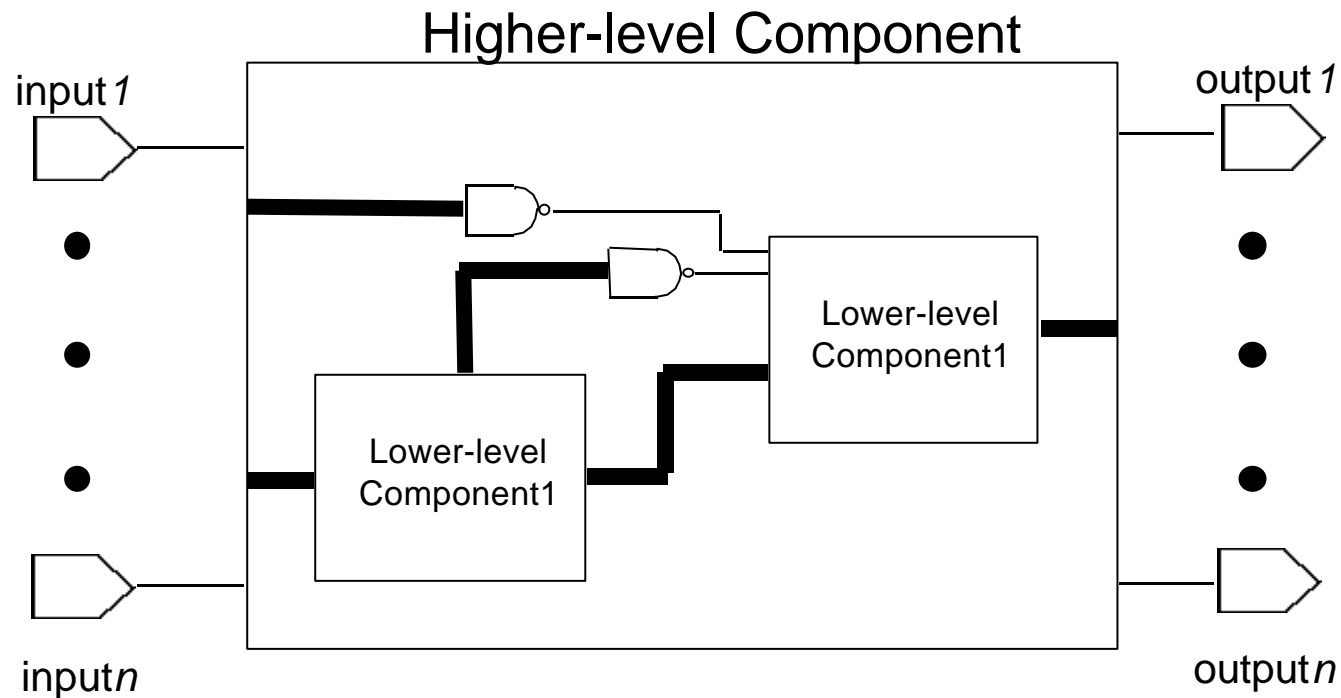 Higher-level Component
input1
output1
Lower-level
Component1
Lower-level
Component1
inputn
outputn